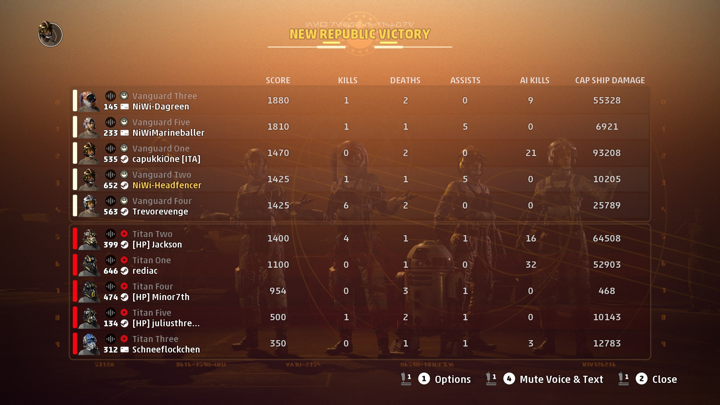 NEW REPUBLIC VICTORY
SCORE KILLS DEATHS ASSISTS AI KILLS CAP SHIP DAMAGE
Vanguard Three
145 NiWi-Dagreen 1880 1 2 0 9 55328
Vanguard Five
233 NiWiMarineballer 1810 1 1 5 0 6921
Vanguard One
535 capukkiOne [ITA] 1470 0 2 0 21 93208
Vanguard Two
652 NiWi-Headfencer 1425 1 1 5 0 10205
Vanguard Four
563 Trevorevenge 1425 6 2 0 0 25789
Titan Two
399 [HP] Jackson 1400 4 1 1 16 64508
Titan One
646 rediac 1100 0 1 0 32 52903
Titan Four
474 [HP] Minor7th 954 0 3 1 0 468
Titan Five
134 [HP] juliusthre... 500 1 2 1 0 10143
Titan Three
312 Schneeflockchen 350 0 1 1 3 12783
1 1 Options 1 4 Mute Voice & Text 1 2 Close